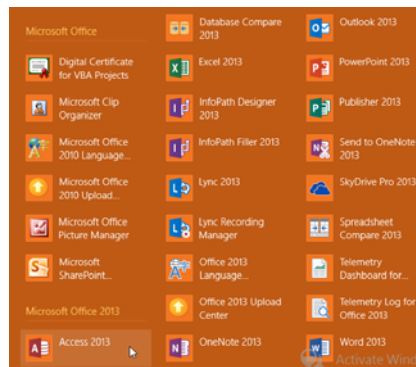 Microsoft Office
Digital Certificate
for VBA Projects
Microsoft Clip
Organizer
Microsoft Office
2010 Language...
Microsoft Office
2010 Upload...
Microsoft Office
Picture Manager
Microsoft
SharePoint...
Microsoft Office 2013
Access 2013
Database Compare
2013
Excel 2013
InfoPath Designer
2013
InfoPath Filler 2013
Lync 2013
Lync Recording
Manager
Office 2013
Language...
Office 2013 Upload
Center
OneNote 2013
Outlook 2013
PowerPoint 2013
Publisher 2013
Send to OneNote
2013
SkyDrive Pro 2013
Spreadsheet
Compare 2013
Telemetry
Dashboard for...
Telemetry Log for
Office 2013
Word 2013
Activate Wind